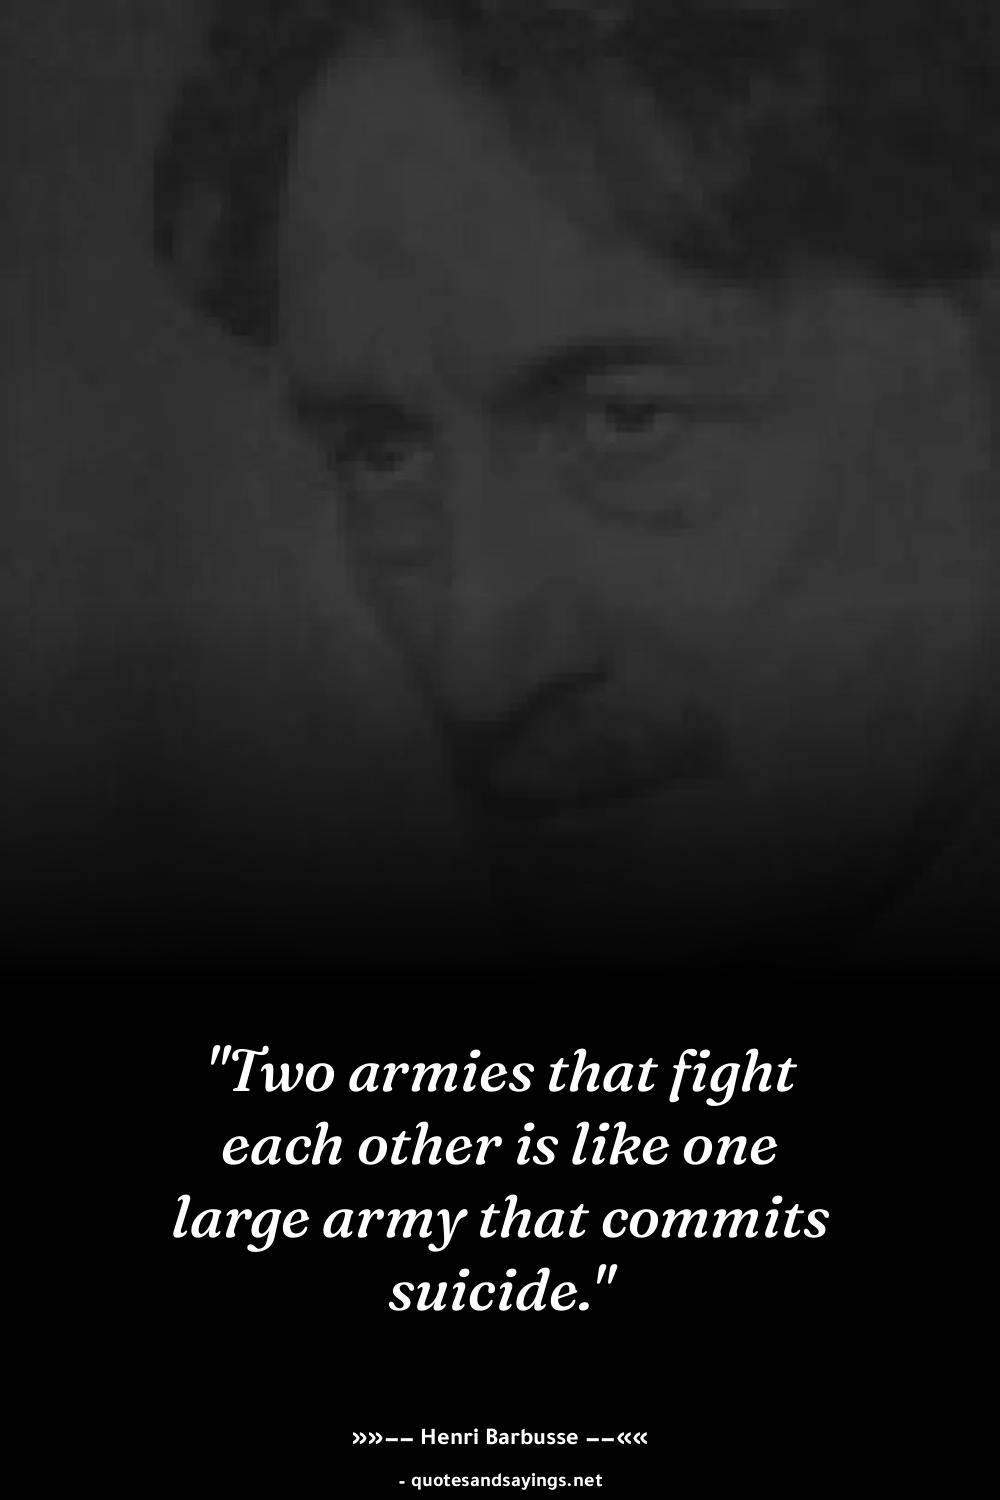 "Two armies that fight
each other is like one
large army that commits
suicide."
»»–– Henri Barbusse ––««
- quotesandsayings.net